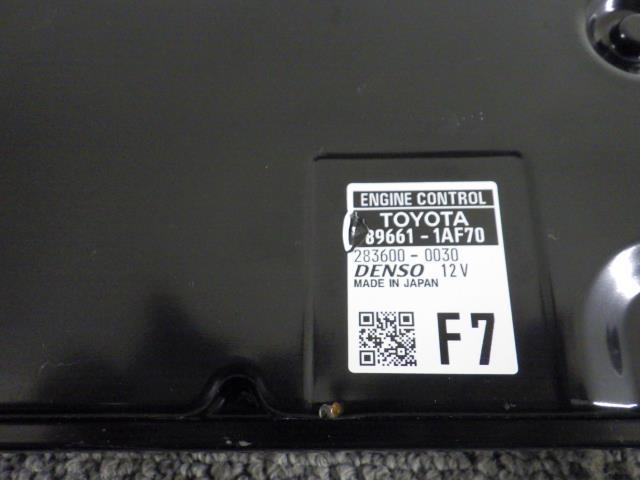 ENGINE CONTROL
TOYOTA
89661-1AF70
283600-0030
DENSO 12V
MADE IN JAPAN
F7